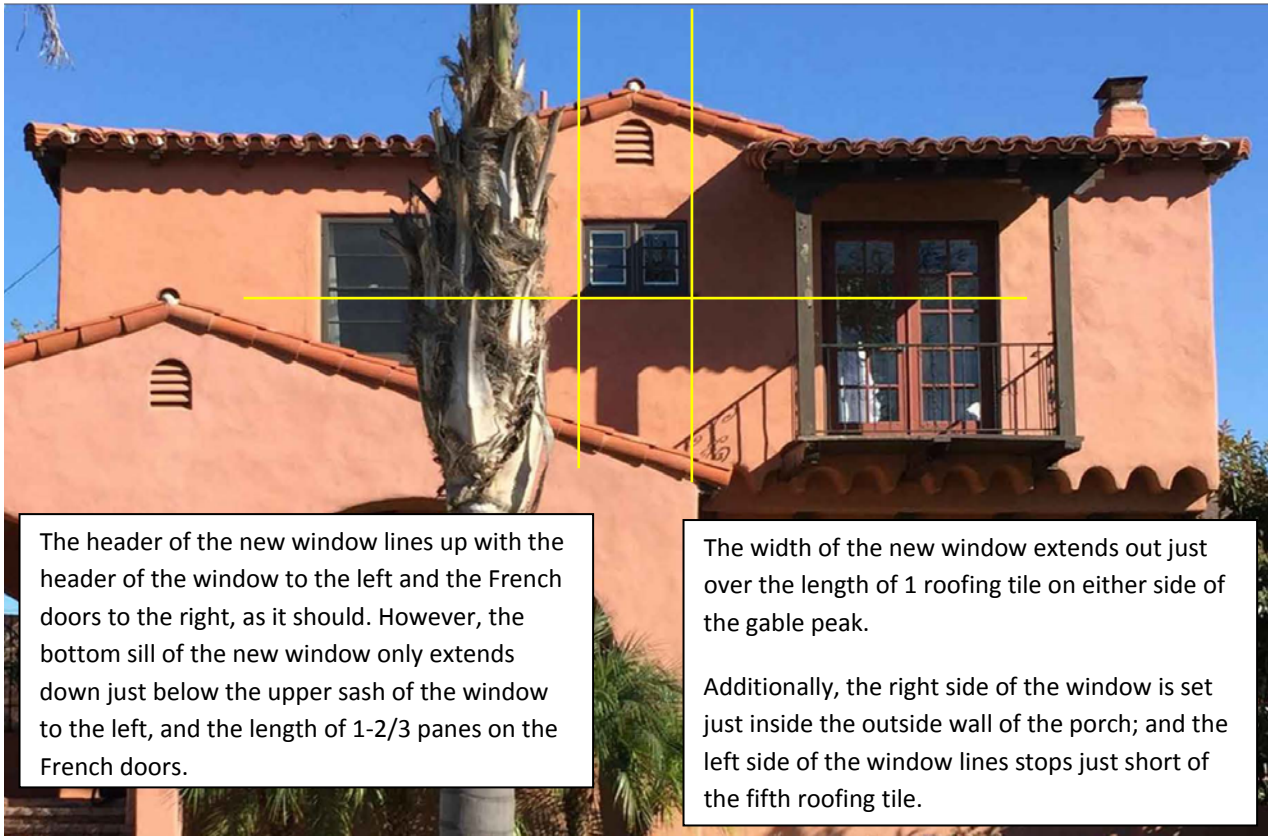 The header of the new window lines up with the
header of the window to the left and the French
doors to the right, as it should. However, the
bottom sill of the new window only extends
down just below the upper sash of the window
to the left, and the length of 1-2/3 panes on the
French doors.
The width of the new window extends out just
over the length of 1 roofing tile on either side of
the gable peak.
Additionally, the right side of the window is set
just inside the outside wall of the porch; and the
left side of the window lines stops just short of
the fifth roofing tile.